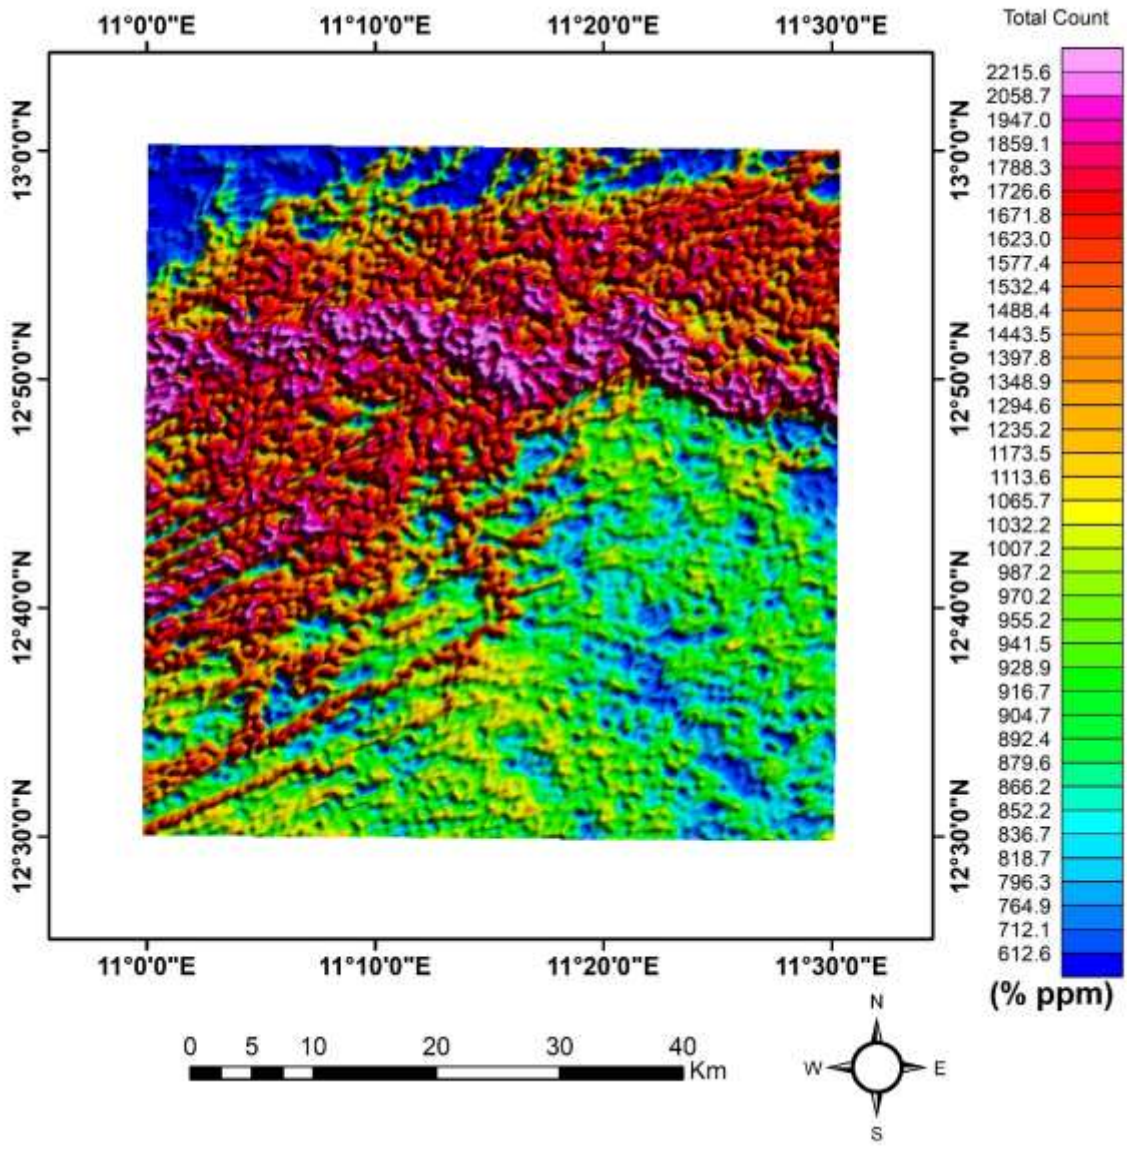 11°0'0"E 11°10'0"E 11°20'0"E 11°30'0"E
Total Count
13°0'0"N
12°50'0"N
12°40'0"N
12°30'0"N
13°0'0"N
12°50'0"N
12°40'0"N
12°30'0"N
2215.6
2058.7
1947.0
1859.1
1788.3
1726.6
1671.8
1623.0
1577.4
1532.4
1488.4
1443.5
1397.8
1348.9
1294.6
1235.2
1173.5
1113.6
1065.7
1032.2
1007.2
987.2
970.2
955.2
941.5
928.9
916.7
904.7
892.4
879.6
866.2
852.2
836.7
818.7
796.3
764.9
712.1
612.6
(% ppm)
11°0'0"E 11°10'0"E 11°20'0"E 11°30'0"E
0 5 10 20 30 40
Km
N
W E
S